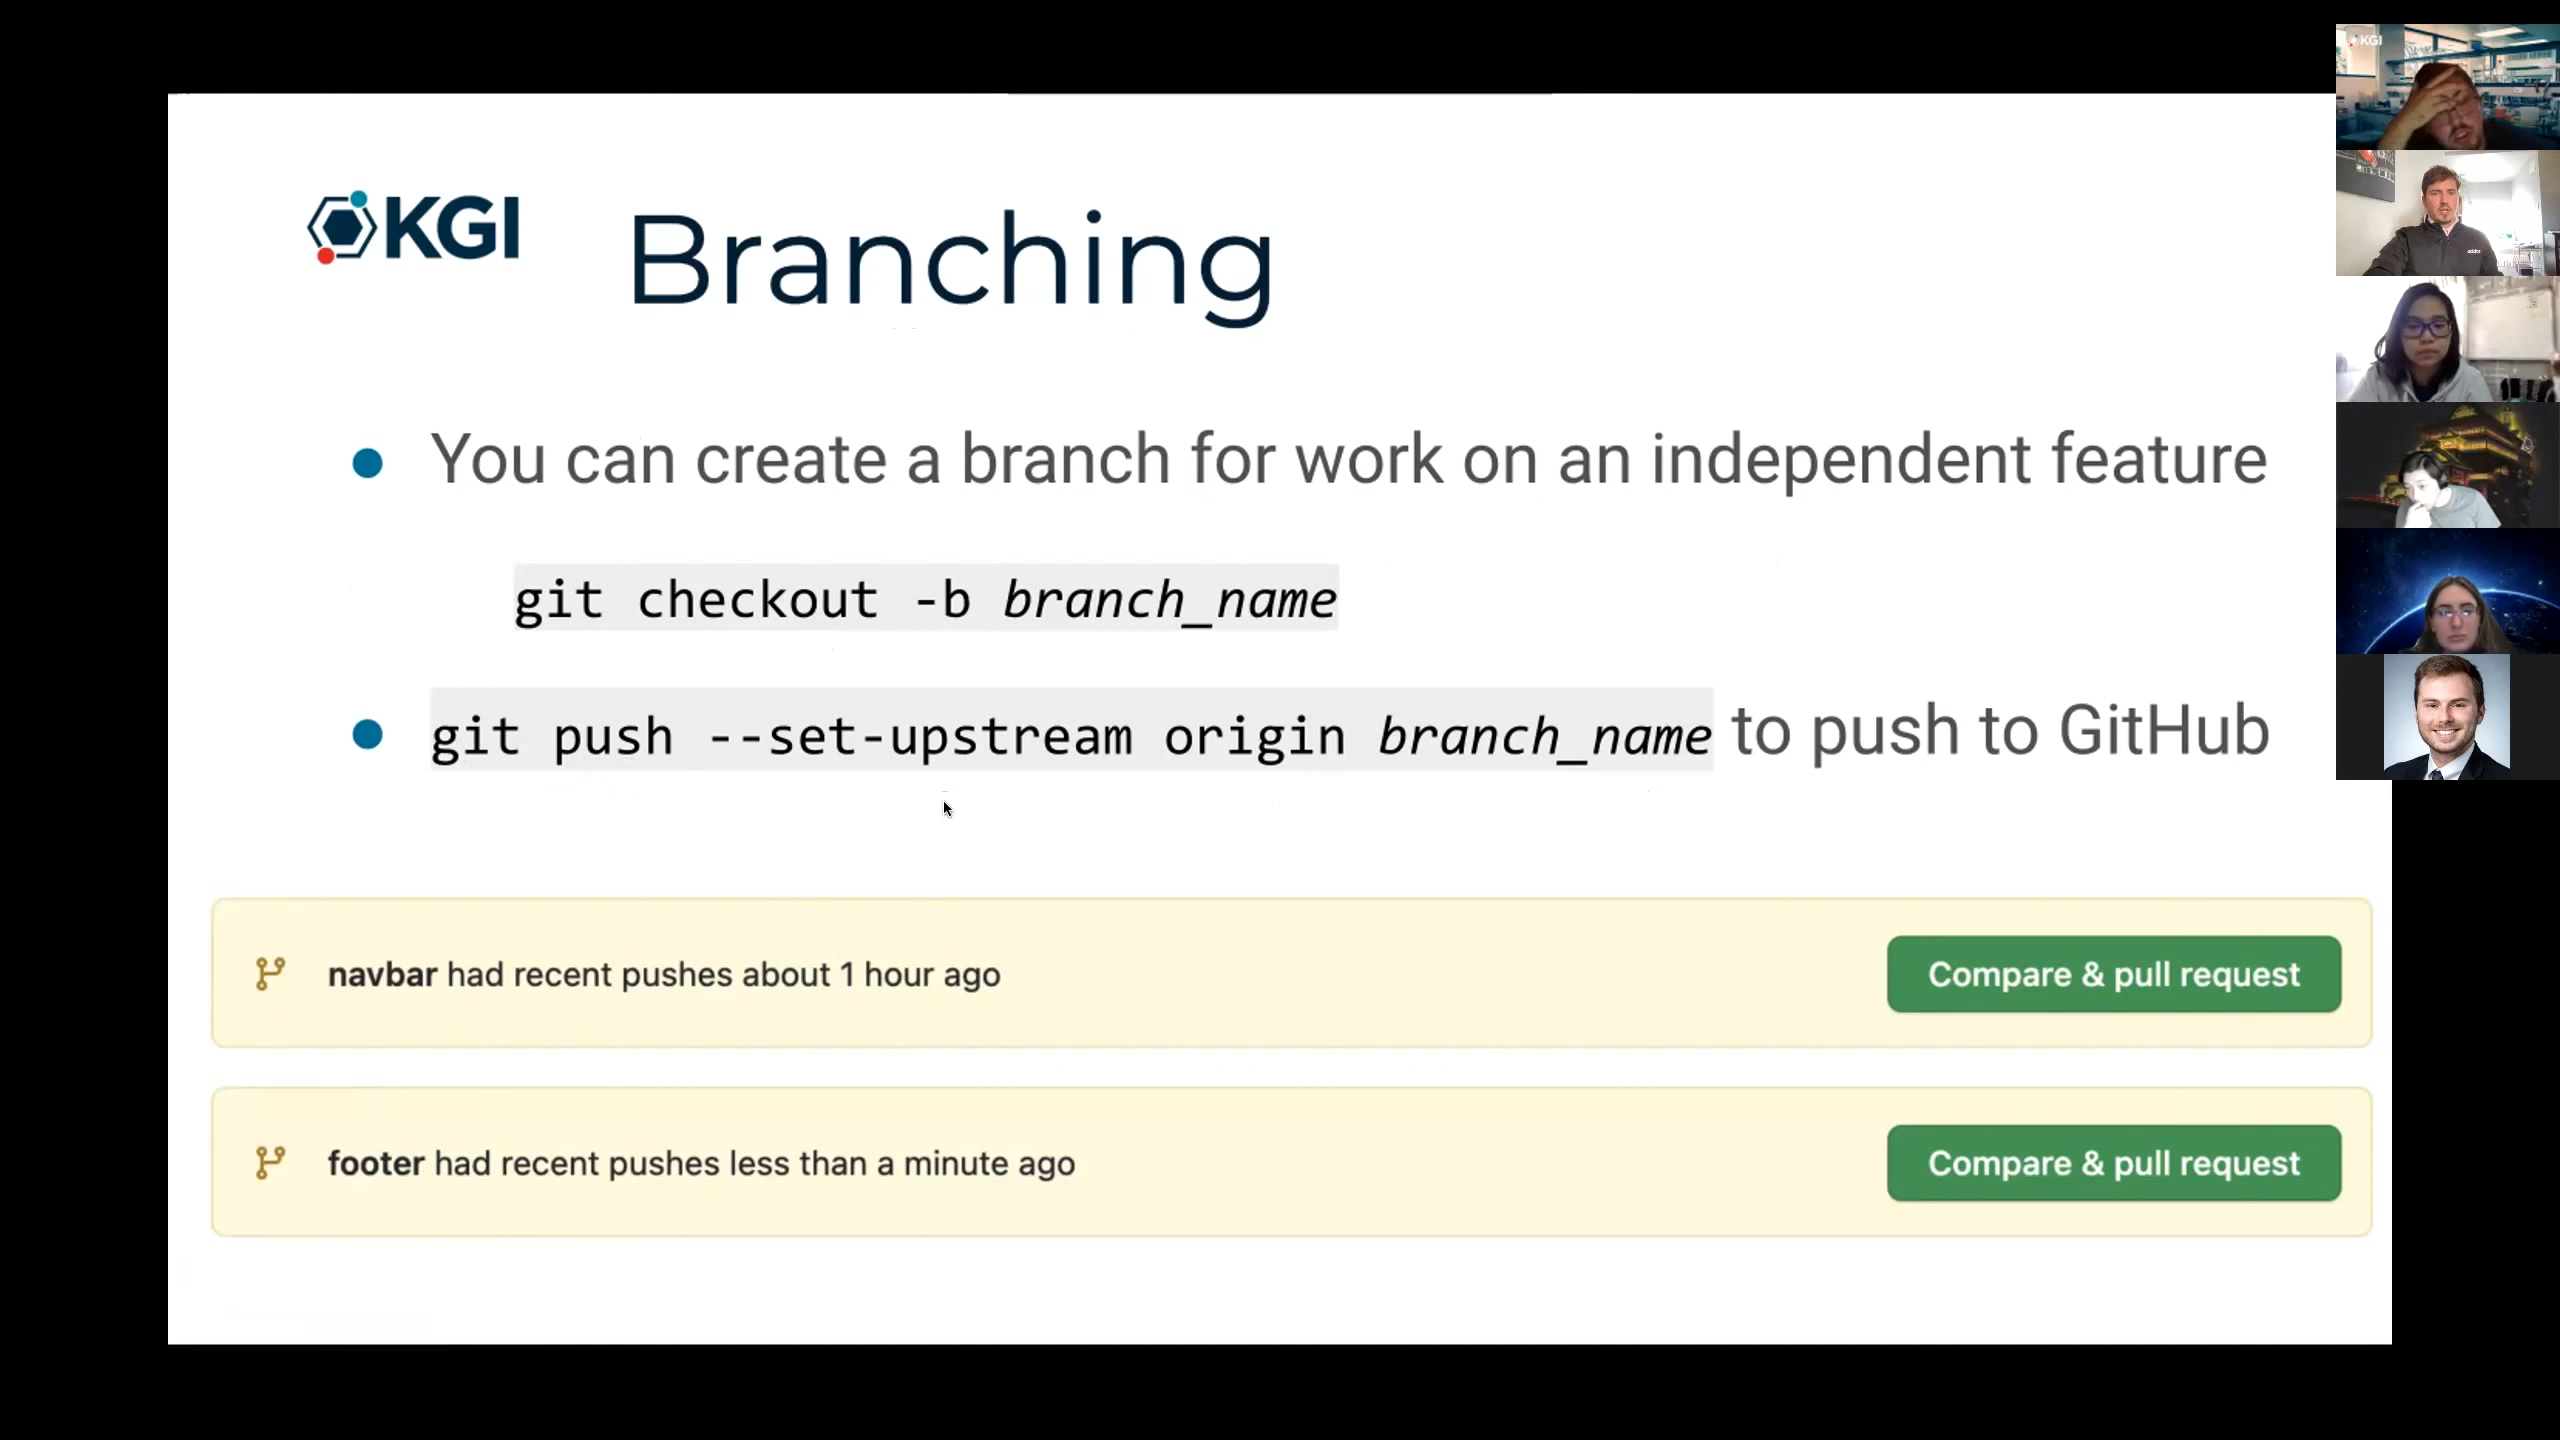 KGI
KGI
Branching
You can create a branch for work on an independent feature
git checkout -b branch_name
git push --set-upstream origin branch_name to push to GitHub
navbar had recent pushes about 1 hour ago
Compare & pull request
footer had recent pushes less than a minute ago
Compare & pull request